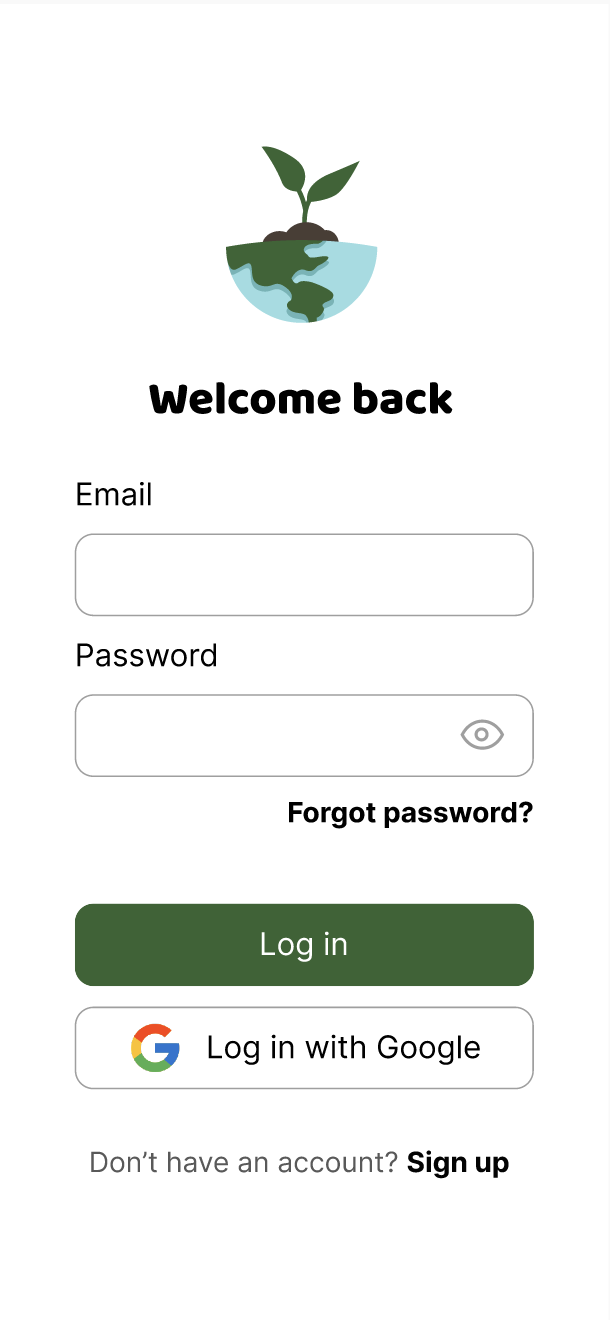 Welcome back
Email
Password
Forgot password?
Log in
Log in with Google
Don’t have an account? Sign up